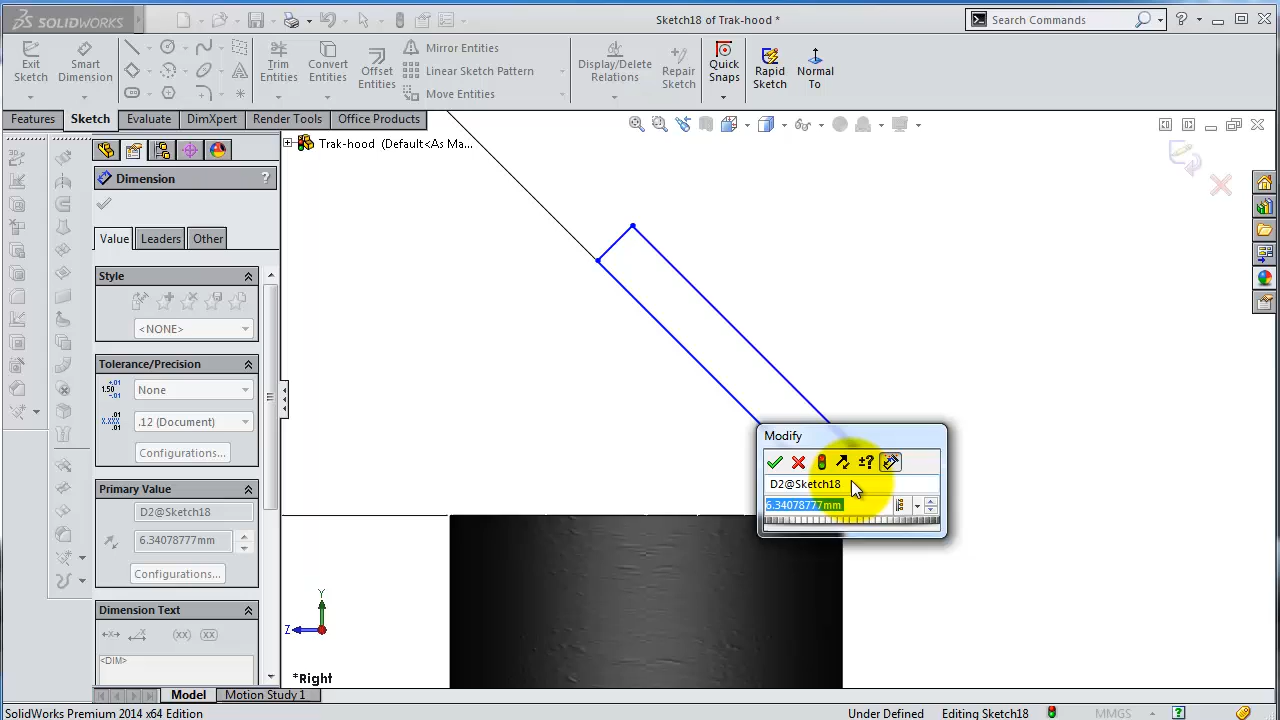 SOLIDWORKS
Sketch18 of Trak-hood *
Search Commands
Exit Sketch
Smart Dimension
Trim Entities
Convert Entities
Offset Entities
Mirror Entities
Linear Sketch Pattern
Move Entities
Display/Delete Relations
Repair Sketch
Quick Snaps
Rapid Sketch
Normal To
Features
Sketch
Evaluate
DimXpert
Render Tools
Office Products
Trak-hood (Default<As Ma...
Dimension
?
Value
Leaders
Other
Style
<NONE>
Tolerance/Precision
None
.12 (Document)
Configurations...
Primary Value
D2@Sketch18
6.34078777mm
Configurations...
Dimension Text
(xx)
<DIM>
Modify
±?
D2@Sketch18
6.34078777mm
Y
Z
*Right
Model
Motion Study 1
SolidWorks Premium 2014 x64 Edition
Under Defined
Editing Sketch18
MMGS